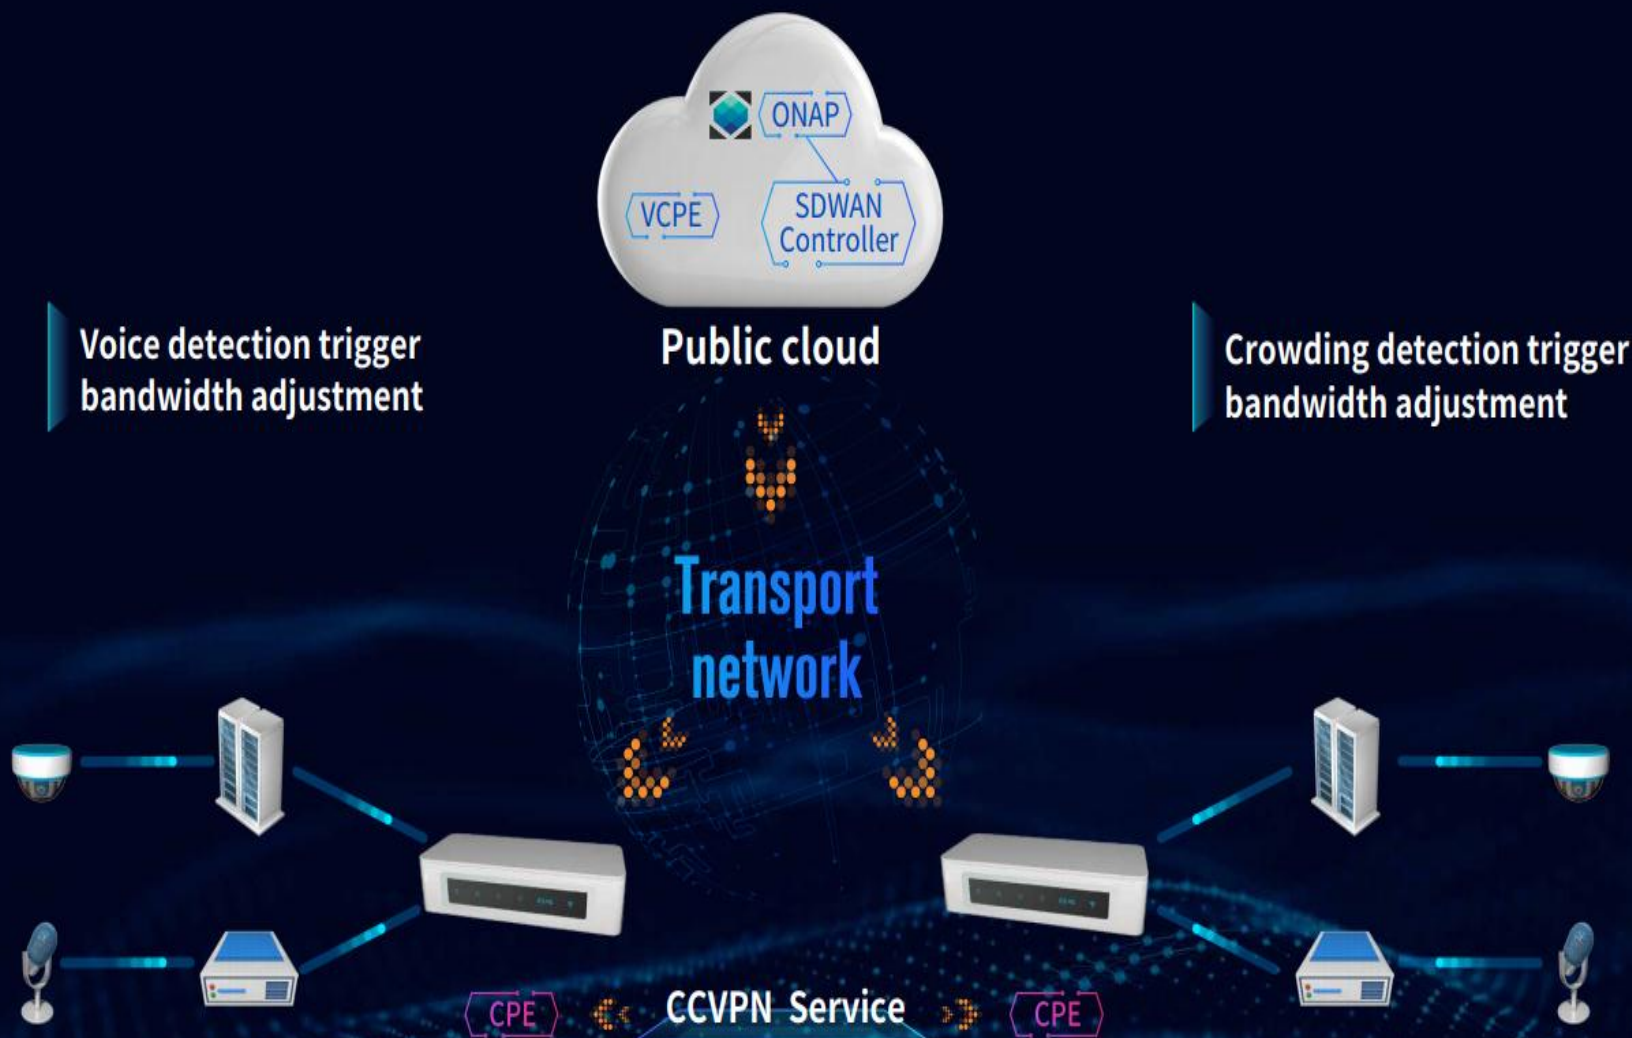 ONAP
VCPE
SDWAN
Controller
Public cloud
Voice detection trigger
bandwidth adjustment
Crowding detection trigger
bandwidth adjustment
Transport
network
CPE
CCVPN Service
CPE